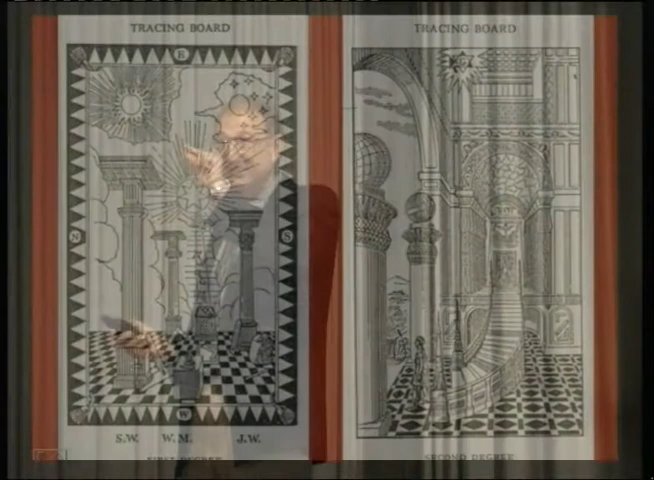 TRACING BOARD
E
N
S
W
S.W. W.M. J.W.
FIRST DEGREE
TRACING BOARD
G
SECOND DEGREE